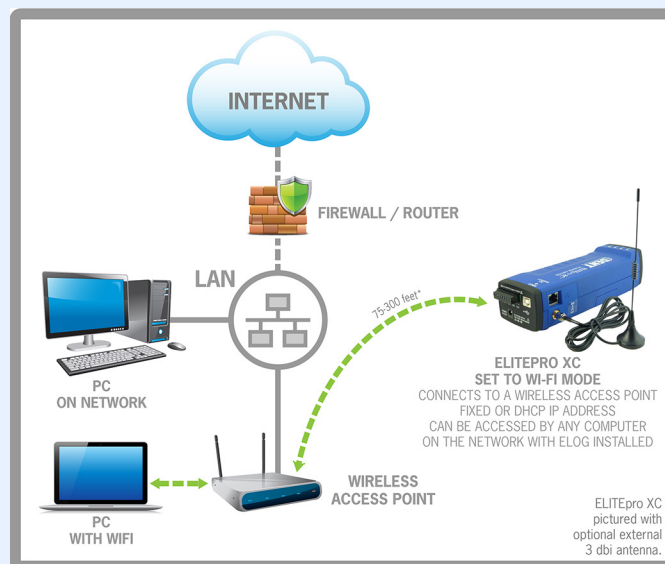 INTERNET
FIREWALL / ROUTER
LAN
75-300 feet*
PC
ON NETWORK
ELITEPRO XC
SET TO WI-FI MODE
CONNECTS TO A WIRELESS ACCESS POINT
FIXED OR DHCP IP ADDRESS
CAN BE ACCESSED BY ANY COMPUTER
ON THE NETWORK WITH ELOG INSTALLED
WIRELESS
ACCESS POINT
PC
WITH WIFI
ELITEpro XC
pictured with
optional external
3 dbi antenna.